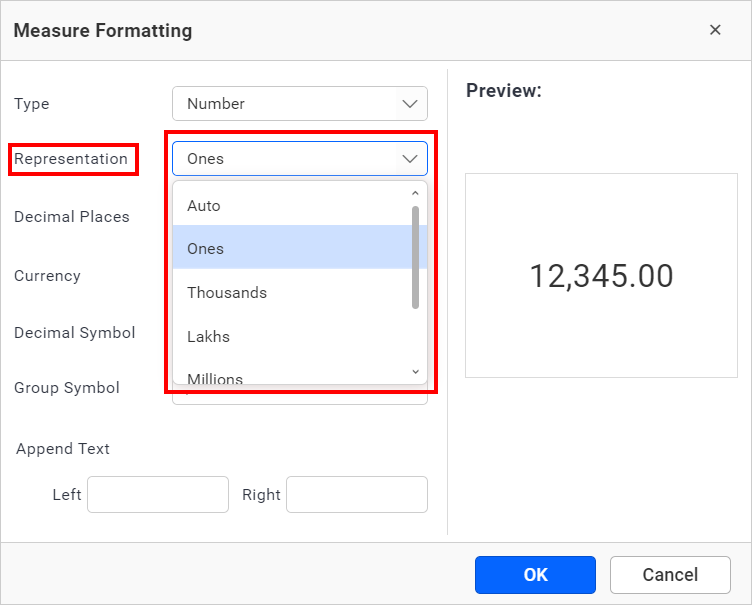 Measure Formatting
Type
Number
Preview:
Representation
Ones
Auto
Decimal Places
Ones
Currency
12,345.00
Thousands
Decimal Symbol
Lakhs
Millions
Group Symbol
Append Text
Left
Right
OK
Cancel